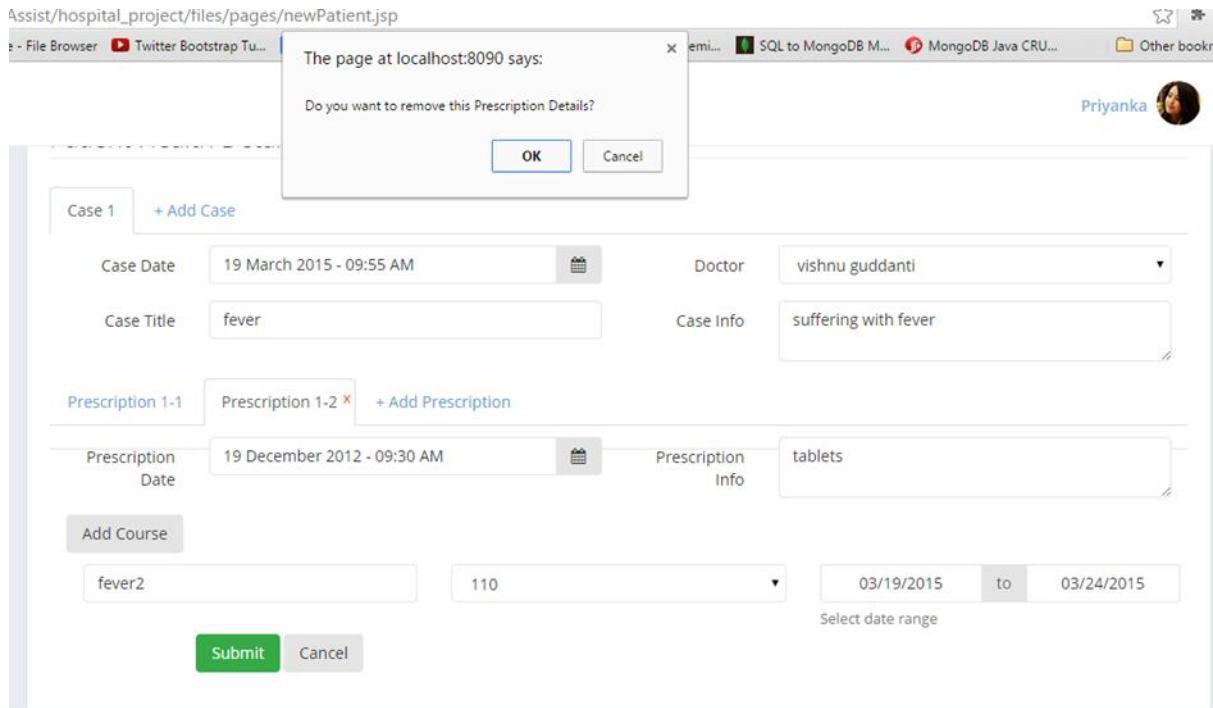 Assist/hospital_project/files/pages/newPatient.jsp
e - File Browser Twitter Bootstrap Tu... emi... SQL to MongoDB M... MongoDB Java CRU... Other bookr
The page at localhost:8090 says: x
Do you want to remove this Prescription Details?
OK Cancel
Priyanka
Case 1 + Add Case
Case Date 19 March 2015 - 09:55 AM Doctor vishnu guddanti
Case Title fever Case Info suffering with fever
Prescription 1-1 Prescription 1-2 x + Add Prescription
Prescription Date 19 December 2012 - 09:30 AM Prescription Info tablets
Add Course
fever2 110 03/19/2015 to 03/24/2015
Select date range
Submit Cancel